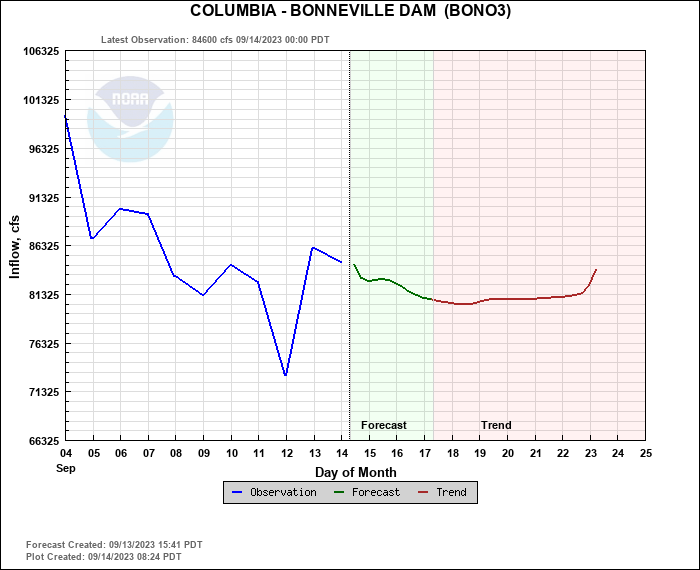 COLUMBIA - BONNEVILLE DAM (BONO3)
Latest Observation: 84600 cfs 09/14/2023 00:00 PDT
106325
101325
96325
91325
86325
81325
76325
71325
66325
Inflow, cfs
NOAA
Forecast Trend
04 05 06 07 08 09 10 11 12 13 14 15 16 17 18 19 20 21 22 23 24 25
Sep
Day of Month
Observation Forecast Trend
Forecast Created: 09/13/2023 15:41 PDT
Plot Created: 09/14/2023 08:24 PDT